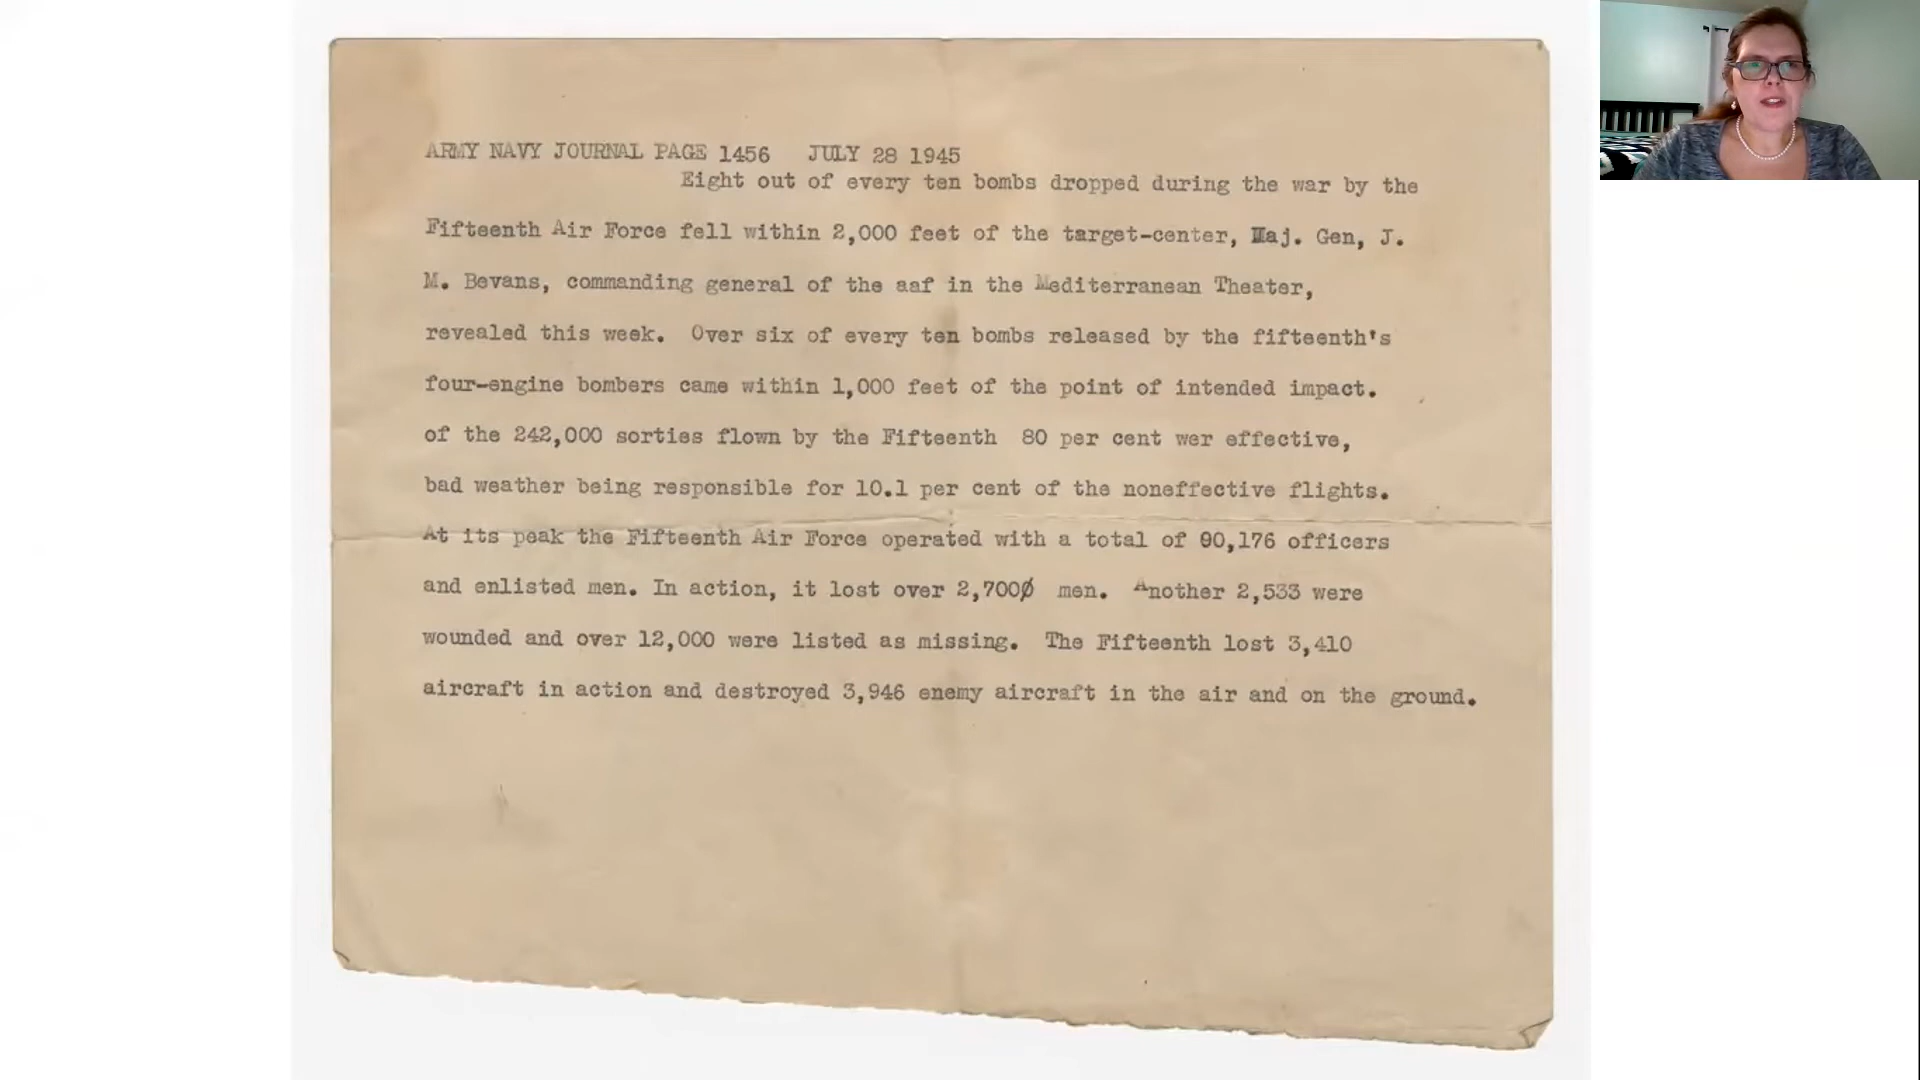 ARMY NAVY JOURNAL PAGE 1456 JULY 28 1945
Eight out of every ten bombs dropped during the war by the
Fifteenth Air Force fell within 2,000 feet of the target-center, Maj. Gen, J.
M. Bevans, commanding general of the aaf in the Mediterranean Theater,
revealed this week. Over six of every ten bombs released by the fifteenth's
four-engine bombers came within 1,000 feet of the point of intended impact.
of the 242,000 sorties flown by the Fifteenth 80 per cent wer effective,
bad weather being responsible for 10.1 per cent of the noneffective flights.
At its peak the Fifteenth Air Force operated with a total of 90,176 officers
and enlisted men. In action, it lost over 2,700∅ men. Another 2,533 were
wounded and over 12,000 were listed as missing. The Fifteenth lost 3,410
aircraft in action and destroyed 3,946 enemy aircraft in the air and on the ground.